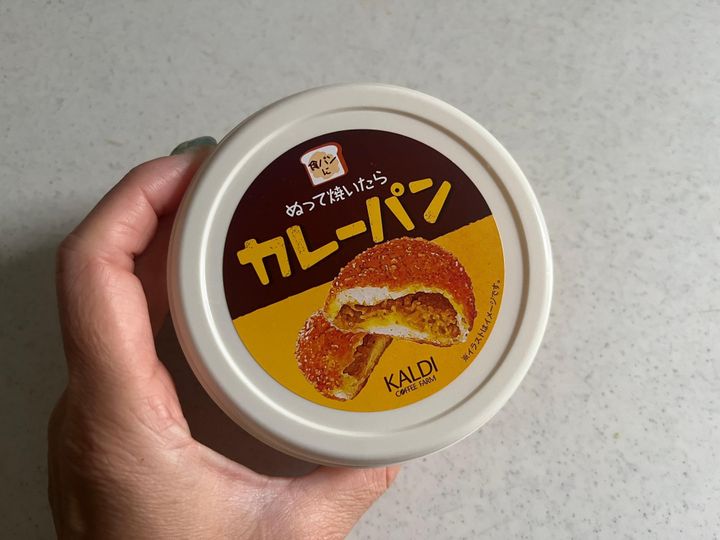 食パン
に
ぬって焼いたら
カレーパン
※イラストはイメージです。
KALDI
COFFEE FARM